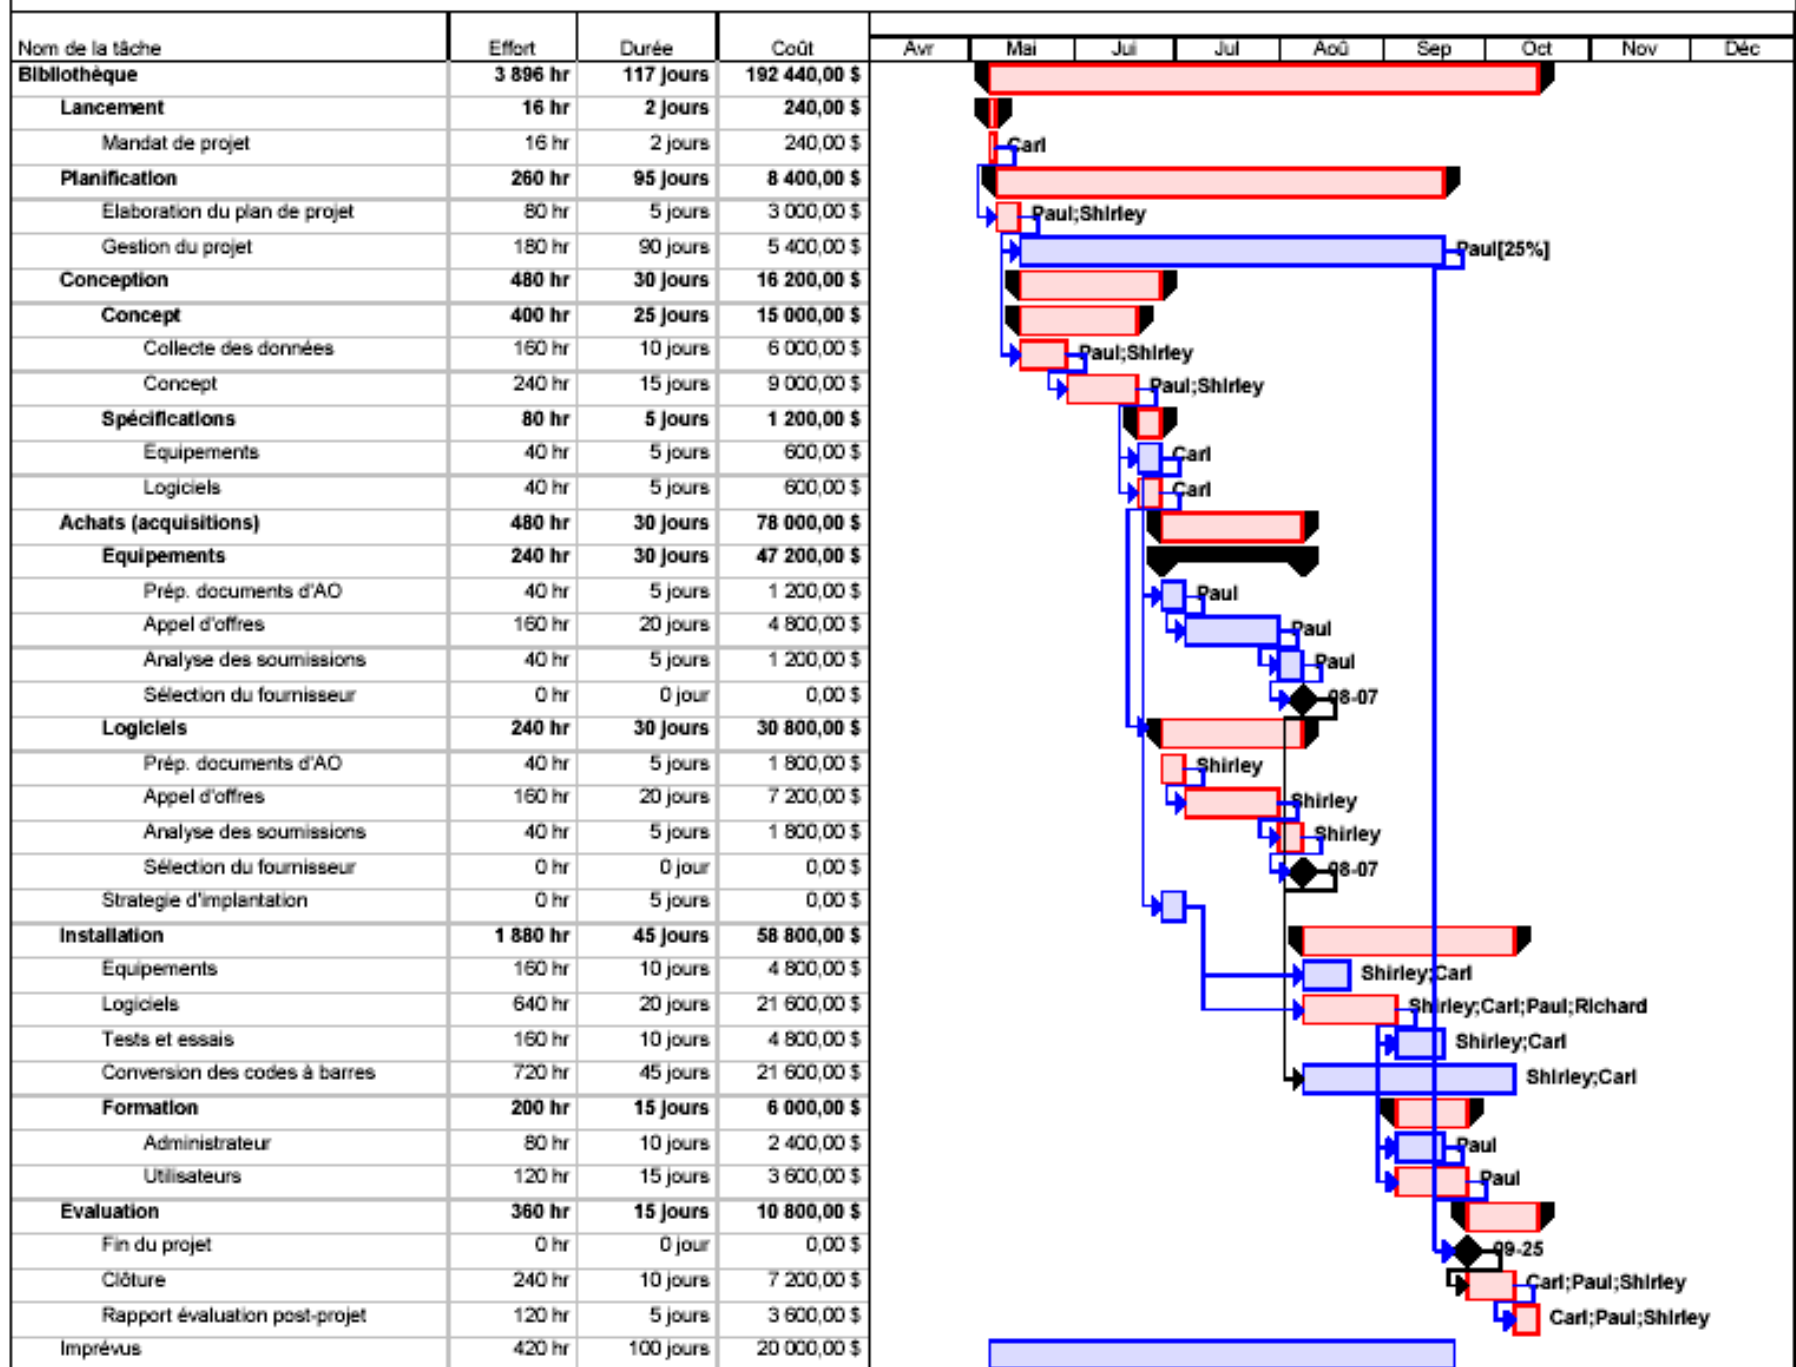 Nom de la tâche Effort Durée Coût Avr Mai Jui Jul Aoû Sep Oct Nov Déc
Bibliothèque 3 896 hr 117 jours 192 440,00 $
Lancement 16 hr 2 jours 240,00 $
Mandat de projet 16 hr 2 jours 240,00 $ Carl
Planification 260 hr 95 jours 8 400,00 $
Elaboration du plan de projet 80 hr 5 jours 3 000,00 $ Paul;Shirley
Gestion du projet 180 hr 90 jours 5 400,00 $ Paul[25%]
Conception 480 hr 30 jours 16 200,00 $
Concept 400 hr 25 jours 15 000,00 $
Collecte des données 160 hr 10 jours 6 000,00 $ Paul;Shirley
Concept 240 hr 15 jours 9 000,00 $ Paul;Shirley
Spécifications 80 hr 5 jours 1 200,00 $
Equipements 40 hr 5 jours 600,00 $ Carl
Logiciels 40 hr 5 jours 600,00 $ Carl
Achats (acquisitions) 480 hr 30 jours 78 000,00 $
Equipements 240 hr 30 jours 47 200,00 $
Prép. documents d'AO 40 hr 5 jours 1 200,00 $ Paul
Appel d'offres 160 hr 20 jours 4 800,00 $ Paul
Analyse des soumissions 40 hr 5 jours 1 200,00 $ Paul
Sélection du fournisseur 0 hr 0 jour 0,00 $ 08-07
Logiciels 240 hr 30 jours 30 800,00 $
Prép. documents d'AO 40 hr 5 jours 1 800,00 $ Shirley
Appel d'offres 160 hr 20 jours 7 200,00 $ Shirley
Analyse des soumissions 40 hr 5 jours 1 800,00 $ Shirley
Sélection du fournisseur 0 hr 0 jour 0,00 $ 08-07
Strategie d'implantation 0 hr 5 jours 0,00 $
Installation 1 880 hr 45 jours 58 800,00 $
Equipements 160 hr 10 jours 4 800,00 $ Shirley;Carl
Logiciels 640 hr 20 jours 21 600,00 $ Shirley;Carl;Paul;Richard
Tests et essais 160 hr 10 jours 4 800,00 $ Shirley;Carl
Conversion des codes à barres 720 hr 45 jours 21 600,00 $ Shirley;Carl
Formation 200 hr 15 jours 6 000,00 $
Administrateur 80 hr 10 jours 2 400,00 $ Paul
Utilisateurs 120 hr 15 jours 3 600,00 $ Paul
Evaluation 360 hr 15 jours 10 800,00 $
Fin du projet 0 hr 0 jour 0,00 $ 09-25
Clôture 240 hr 10 jours 7 200,00 $ Carl;Paul;Shirley
Rapport évaluation post-projet 120 hr 5 jours 3 600,00 $ Carl;Paul;Shirley
Imprévus 420 hr 100 jours 20 000,00 $